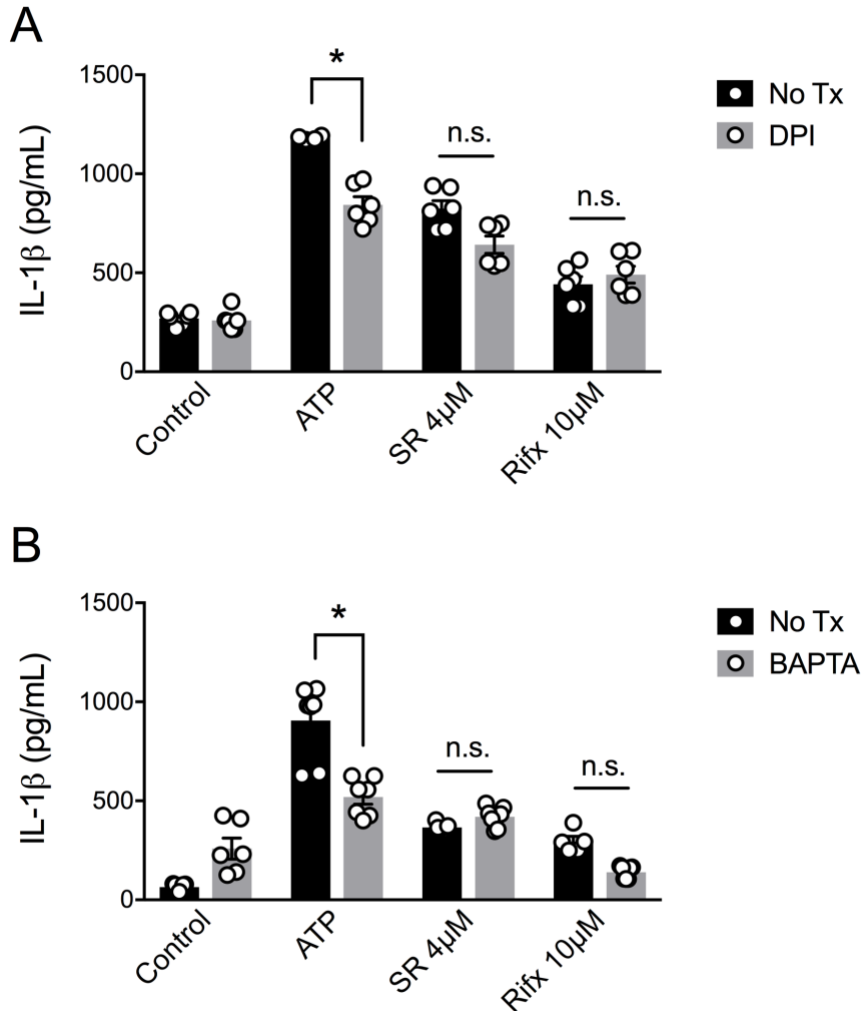 A
IL-1β (pg/mL)
1500
1000
500
0
*
n.s.
n.s.
No Tx
DPI
Control
ATP
SR 4μM
Rifx 10μM
B
IL-1β (pg/mL)
1500
1000
500
0
*
n.s.
n.s.
No Tx
BAPTA
Control
ATP
SR 4μM
Rifx 10μM